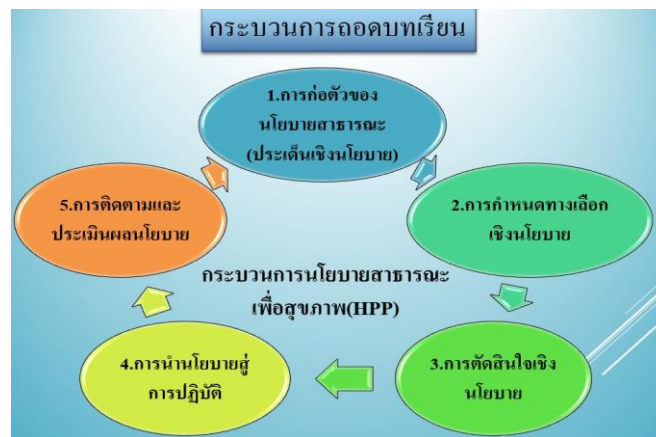 กระบวนการถอดบทเรียน
1.การก่อตัวของ
นโยบายสาธารณะ
(ประเด็นเชิงนโยบาย)
2.การกำหนดทางเลือก
เชิงนโยบาย
3.การตัดสินใจเชิง
นโยบาย
4.การนำนโยบายสู่
การปฏิบัติ
5.การติดตามและ
ประเมินผลนโยบาย
กระบวนการนโยบายสาธารณะ
เพื่อสุขภาพ(HPP)